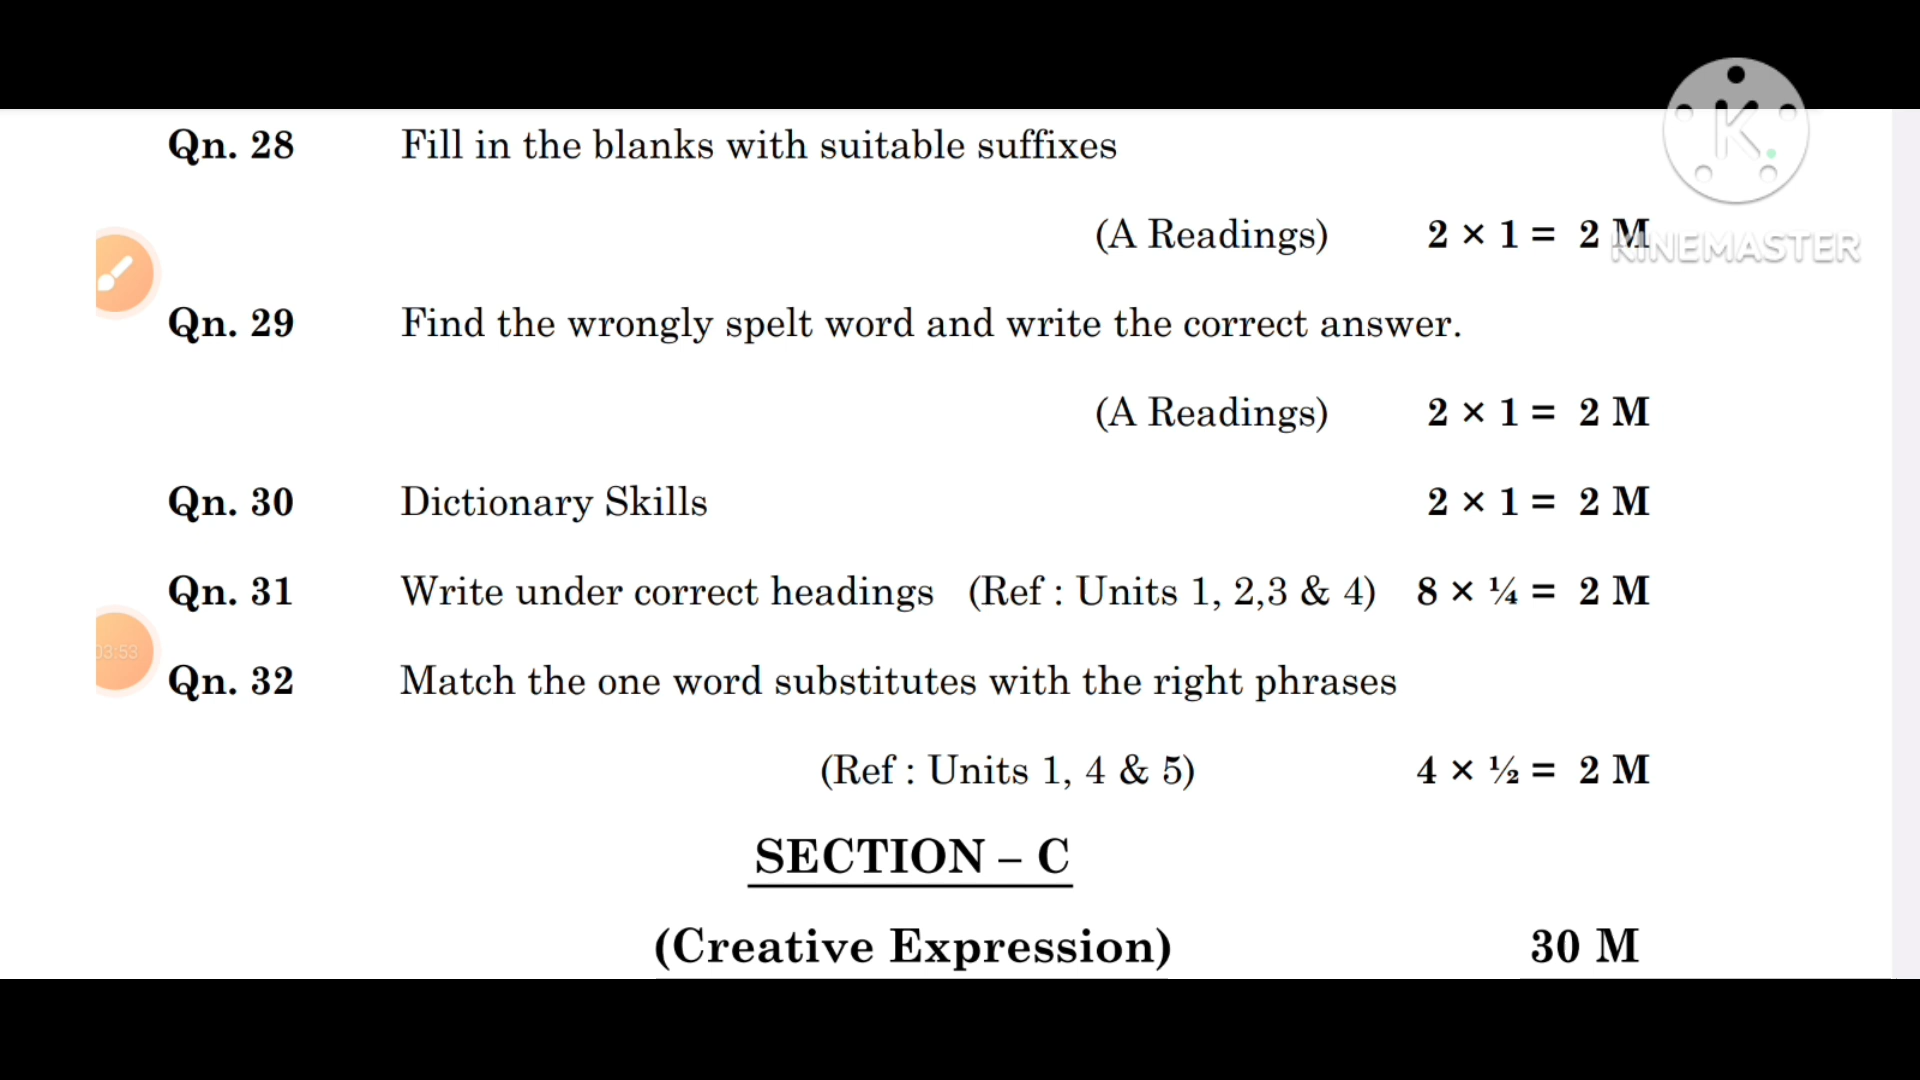 Qn. 28 Fill in the blanks with suitable suffixes
(A Readings) 2 × 1 = 2 M
KINEMASTER
Qn. 29 Find the wrongly spelt word and write the correct answer.
(A Readings) 2 × 1 = 2 M
Qn. 30 Dictionary Skills 2 × 1 = 2 M
Qn. 31 Write under correct headings (Ref : Units 1, 2,3 & 4) 8 × ¼ = 2 M
03:53
Qn. 32 Match the one word substitutes with the right phrases
(Ref : Units 1, 4 & 5) 4 × ½ = 2 M
SECTION – C
(Creative Expression) 30 M